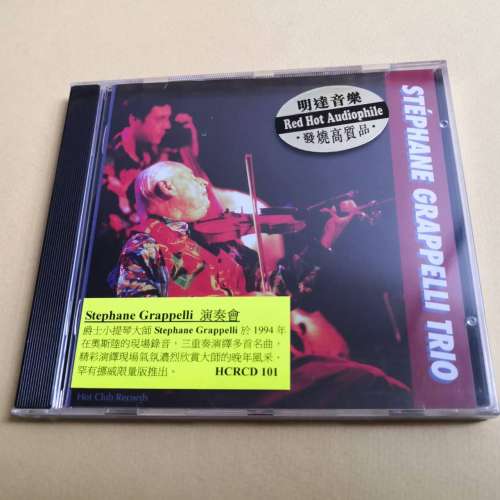 明達音樂
Red Hot Audiophile
·發燒高質品·
STÉPHANE GRAPPELLI TRIO
Stephane Grappelli 演奏會
爵士小提琴大師 Stephane Grappelli 於 1994 年
在奧斯陸的現場錄音，三重奏演繹多首名曲，
精彩演繹現場氣氛濃烈欣賞大師的晚年風釆，
罕有挪威限量版推出。 HCRCD 101
Hot Club Records